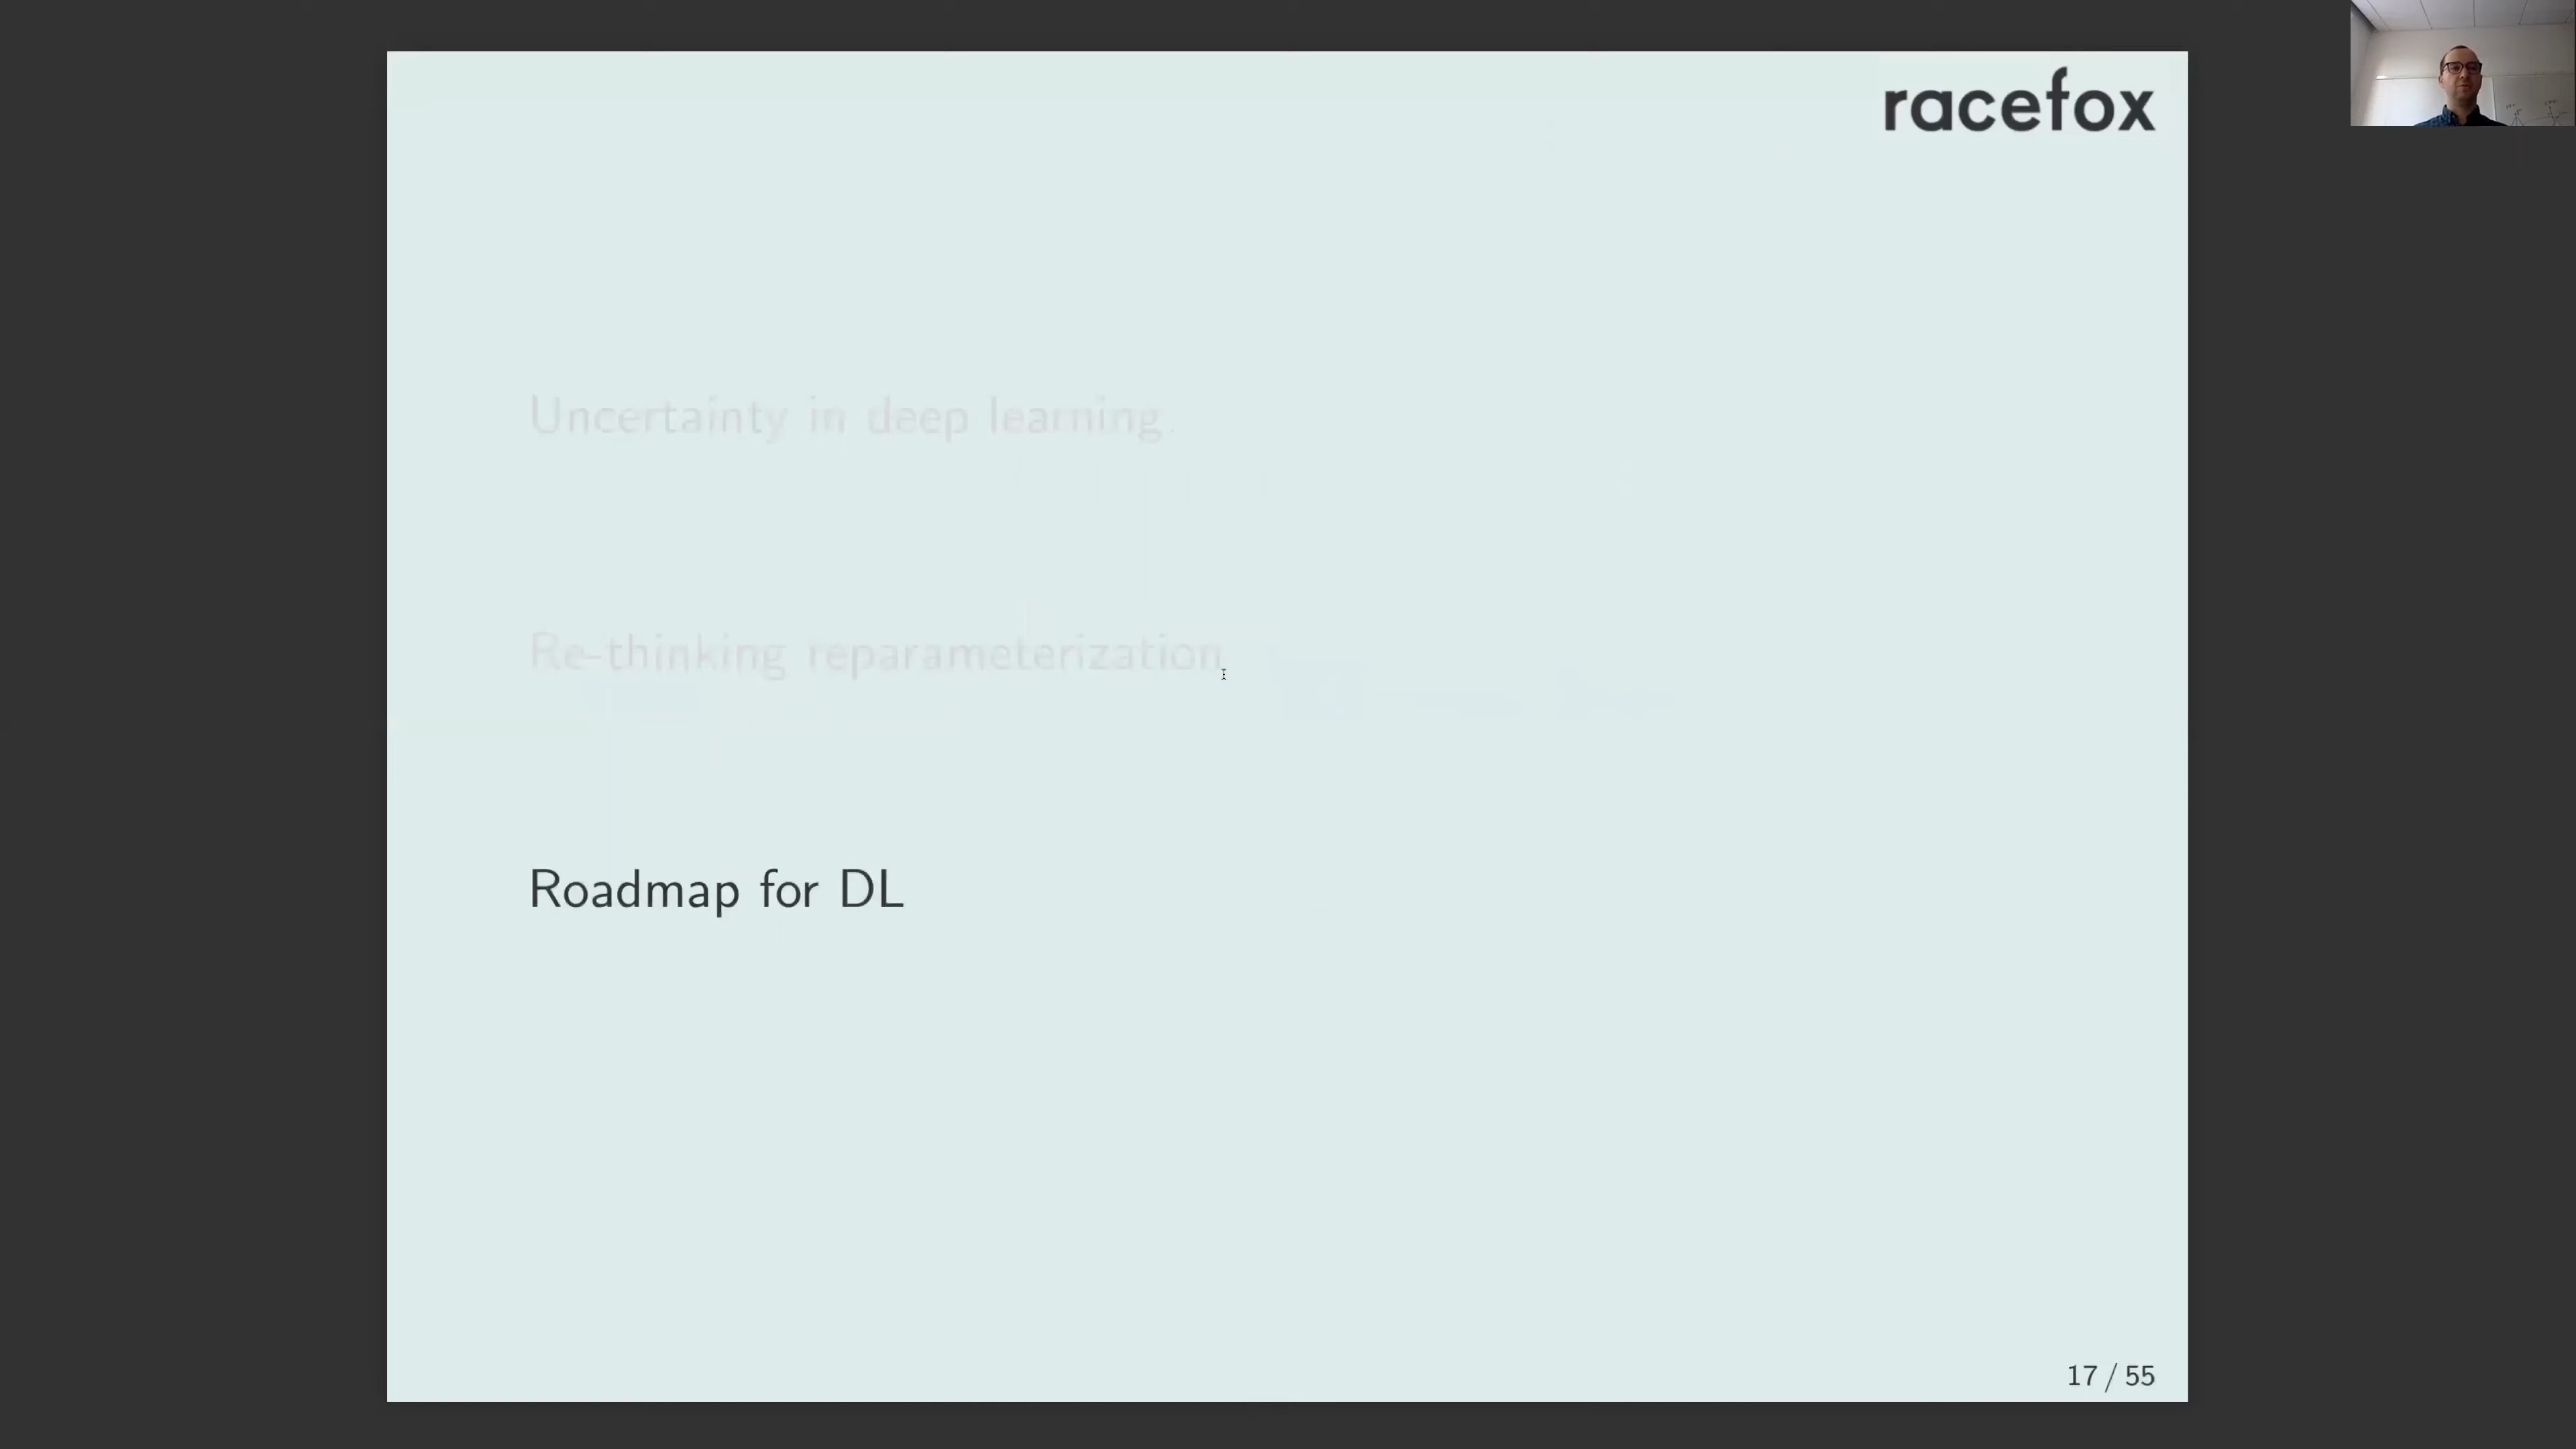 racefox
Uncertainty in deep learning.
Re-thinking reparameterization
Roadmap for DL
17 / 55